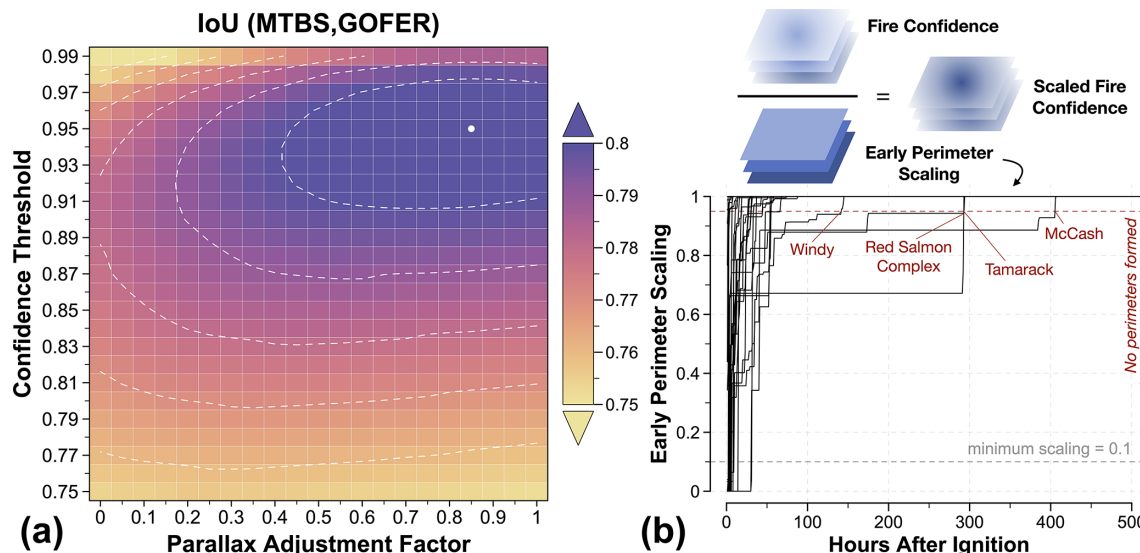 IoU (MTBS,GOFER)
Confidence Threshold
0.99
0.97
0.95
0.93
0.91
0.89
0.87
0.85
0.83
0.81
0.79
0.77
0.75
0 0.1 0.2 0.3 0.4 0.5 0.6 0.7 0.8 0.9 1
Parallax Adjustment Factor
(a)
0.8
0.79
0.78
0.77
0.76
0.75
Fire Confidence
=
Scaled Fire
Confidence
Early Perimeter
Scaling
Early Perimeter Scaling
1
0.8
0.6
0.4
0.2
0
Windy
Red Salmon
Complex
Tamarack
McCash
No perimeters formed
minimum scaling = 0.1
0 100 200 300 400 500
Hours After Ignition
(b)